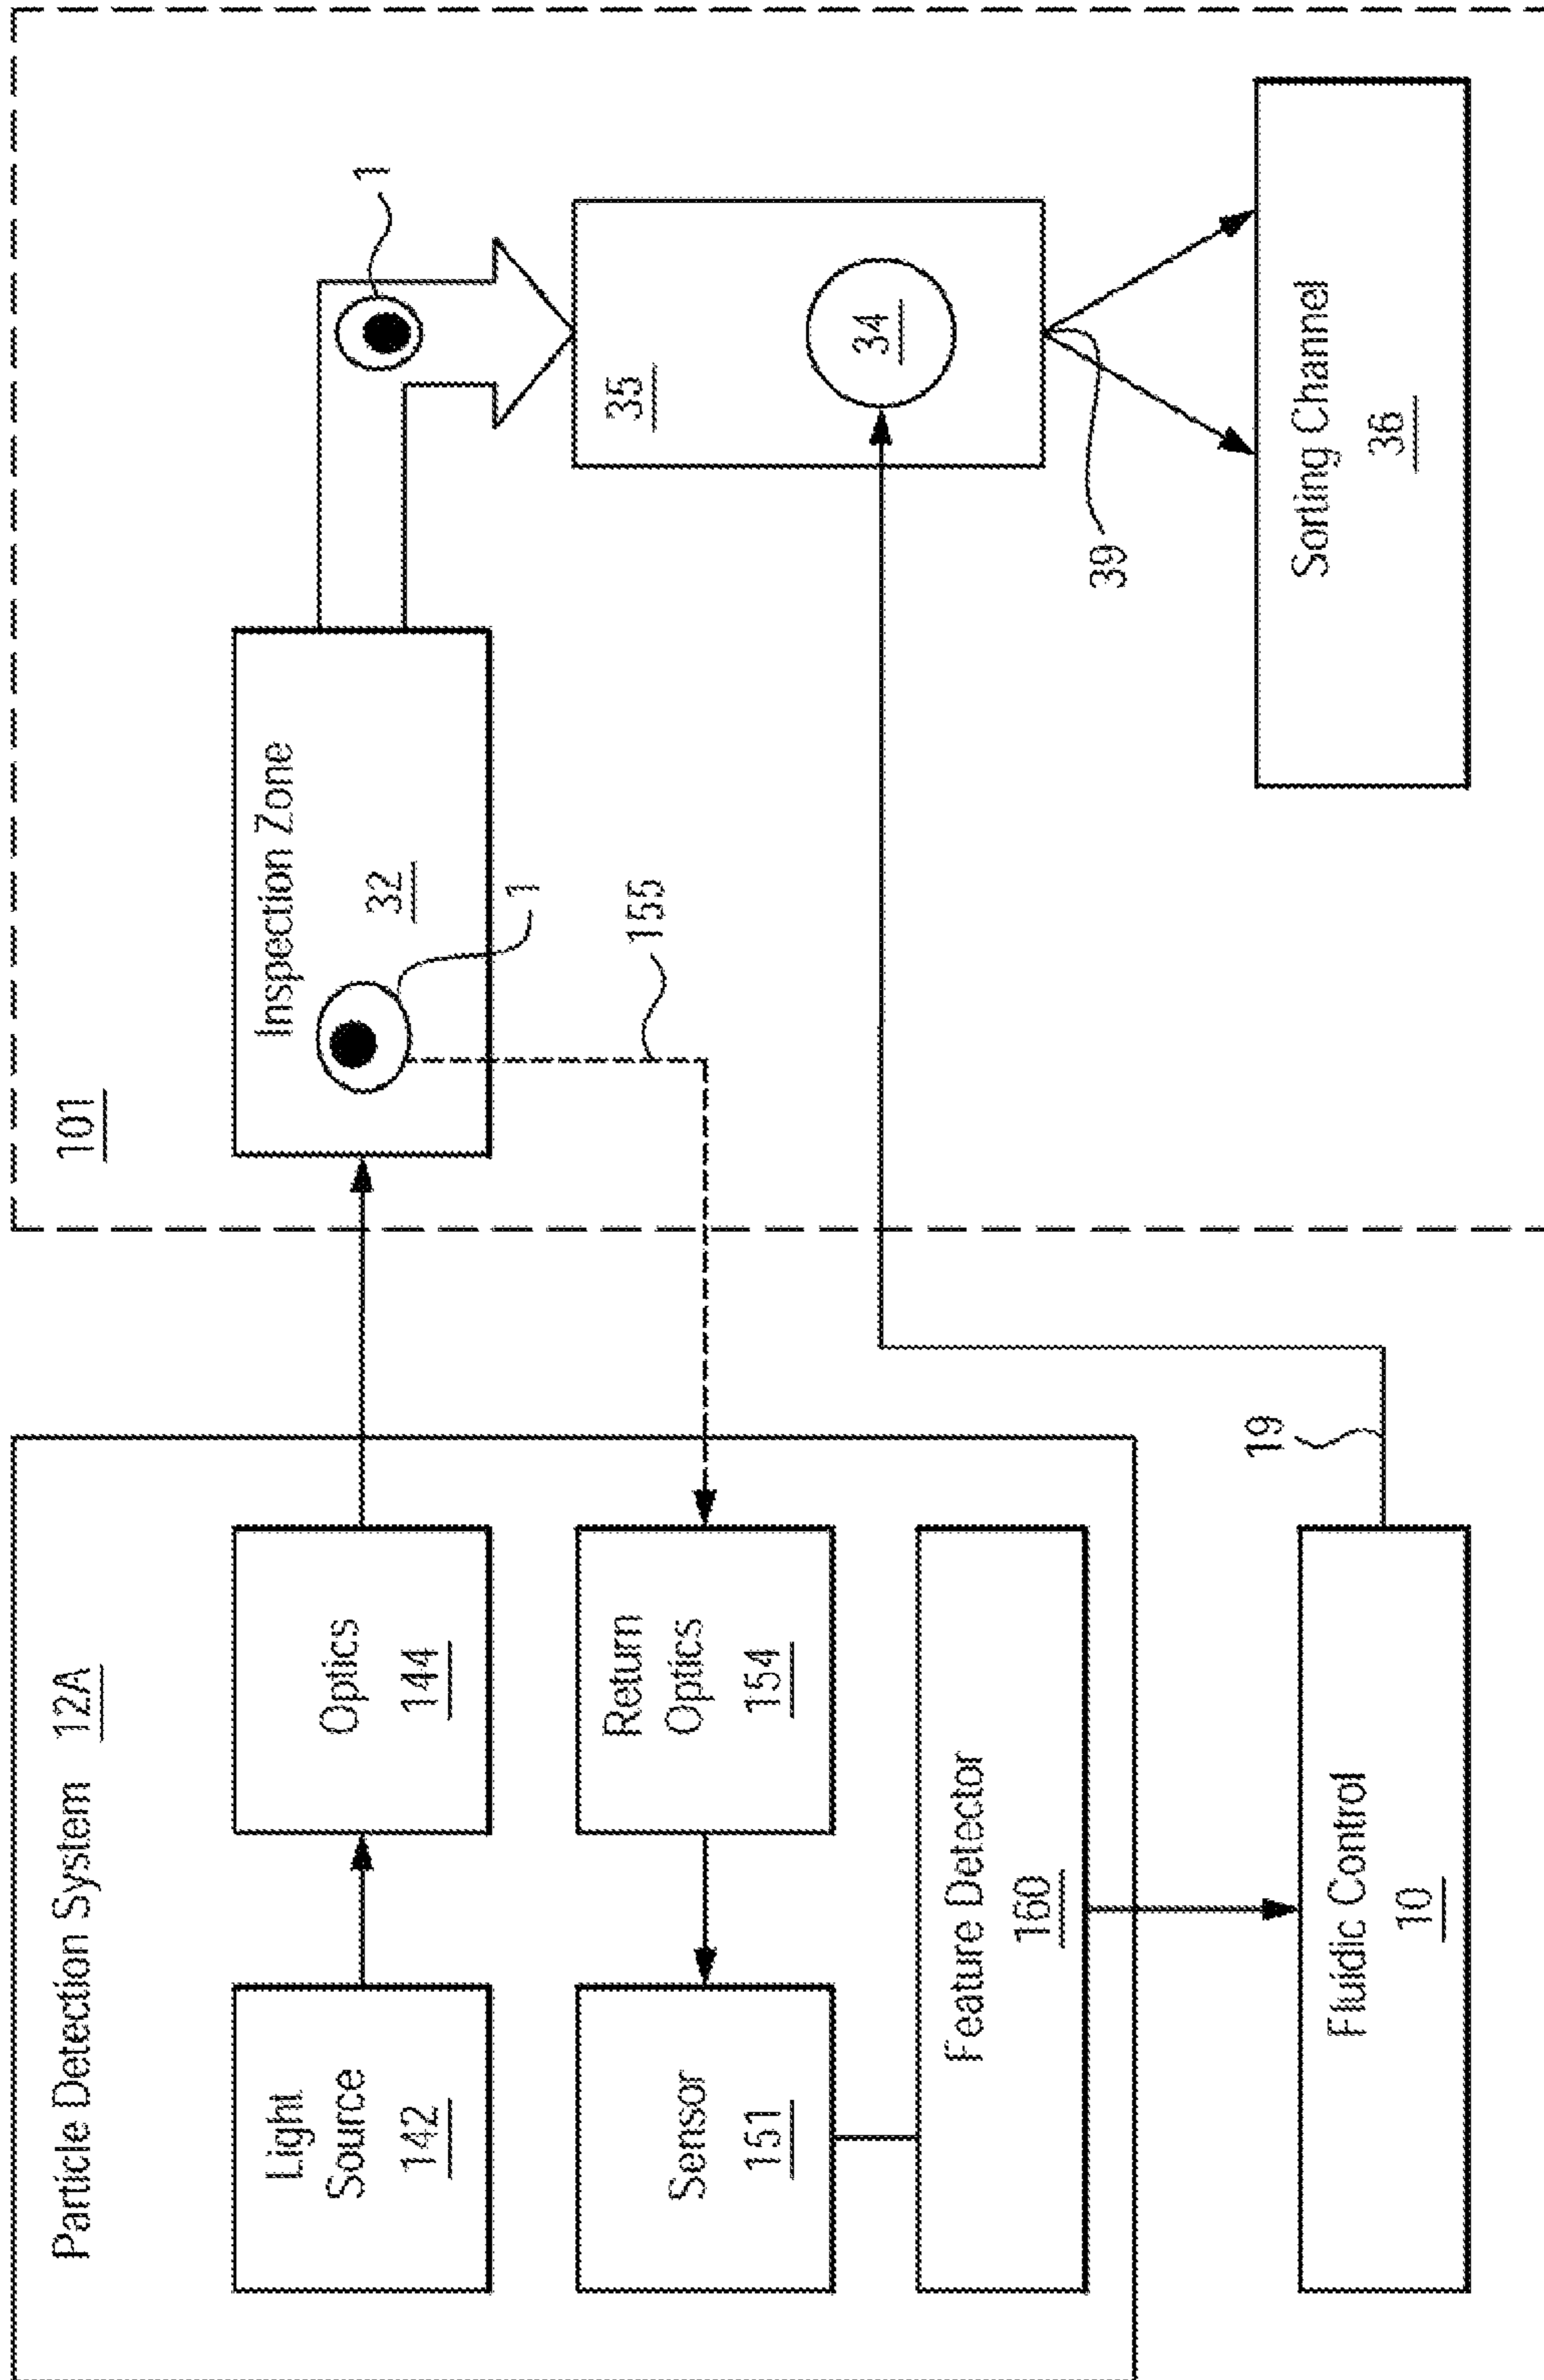 Particle Detection System 12A
Light
Source
142
Optics
144
Sensor
151
Return
Optics
154
Feature Detector
160
Fluidic Control
10
19
101
Inspection Zone
32
1
155
1
35
34
39
Sorting Channel
36